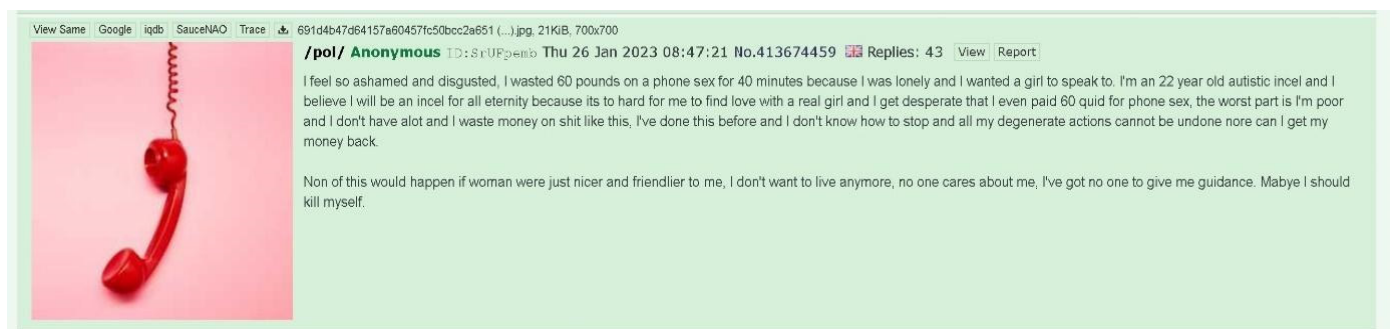 View Same Google iqdb SauceNAO Trace 691d4b47d64157a60457fc50bcc2a651 (...).jpg, 21KiB, 700x700
/pol/ Anonymous ID:SrUFpemb Thu 26 Jan 2023 08:47:21 No.413674459 Replies: 43 View Report
I feel so ashamed and disgusted, I wasted 60 pounds on a phone sex for 40 minutes because I was lonely and I wanted a girl to speak to. I'm an 22 year old autistic incel and I
believe I will be an incel for all eternity because its to hard for me to find love with a real girl and I get desperate that I even paid 60 quid for phone sex, the worst part is I'm poor
and I don't have alot and I waste money on shit like this, I've done this before and I don't know how to stop and all my degenerate actions cannot be undone nore can I get my
money back.
Non of this would happen if woman were just nicer and friendlier to me, I don't want to live anymore, no one cares about me, I've got no one to give me guidance. Mabye I should
kill myself.